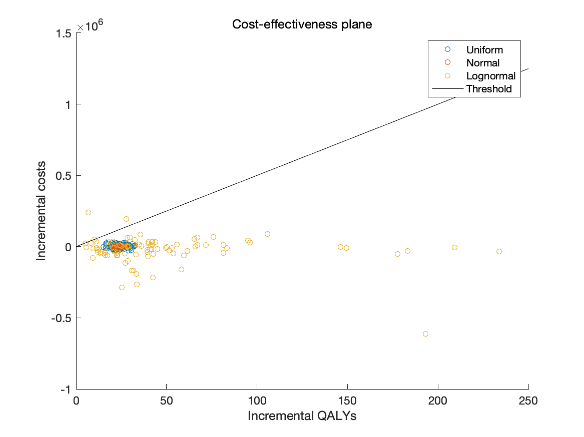 Cost-effectiveness plane
×10^6
1.5
1
0.5
0
-0.5
-1
Incremental costs
0
50
100
150
200
250
Incremental QALYs
Uniform
Normal
Lognormal
Threshold